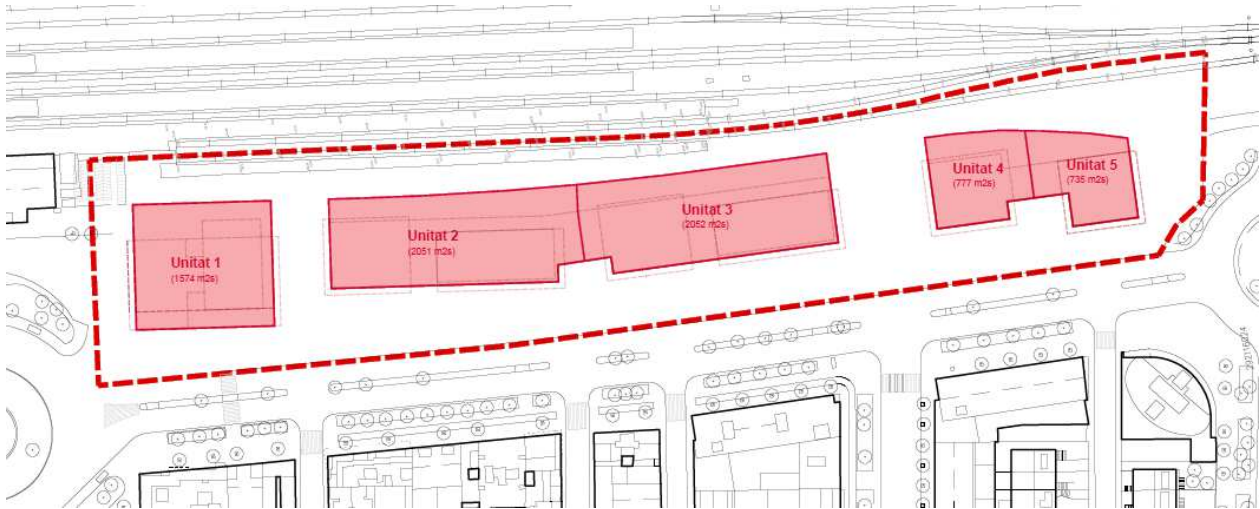 Unitat 1
(1574 m2s)
Unitat 2
(2051 m2s)
Unitat 3
(2052 m2s)
Unitat 4
(777 m2s)
Unitat 5
(735 m2s)